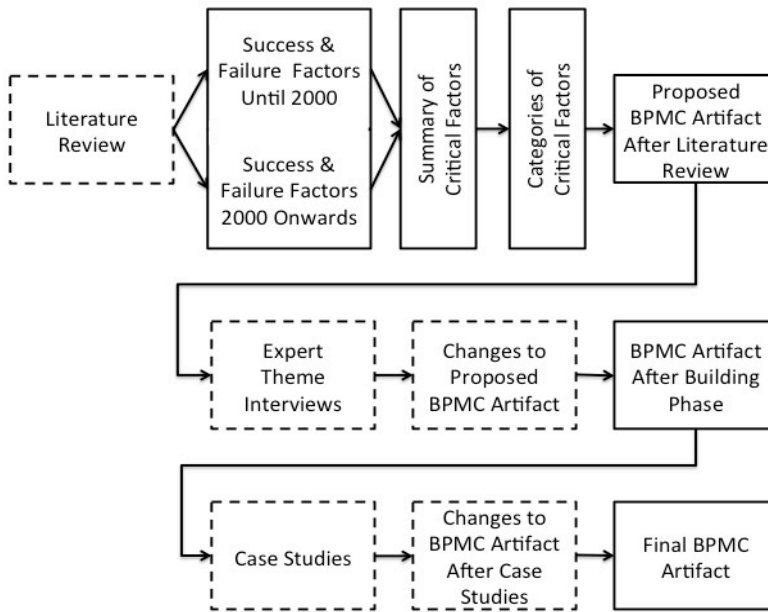 Literature
Review
Success &
Failure Factors
Until 2000
Success &
Failure Factors
2000 Onwards
Summary of
Critical Factors
Categories of
Critical Factors
Proposed
BPMC Artifact
After Literature
Review
Expert
Theme
Interviews
Changes to
Proposed
BPMC Artifact
BPMC Artifact
After Building
Phase
Case Studies
Changes to
BPMC Artifact
After Case
Studies
Final BPMC
Artifact